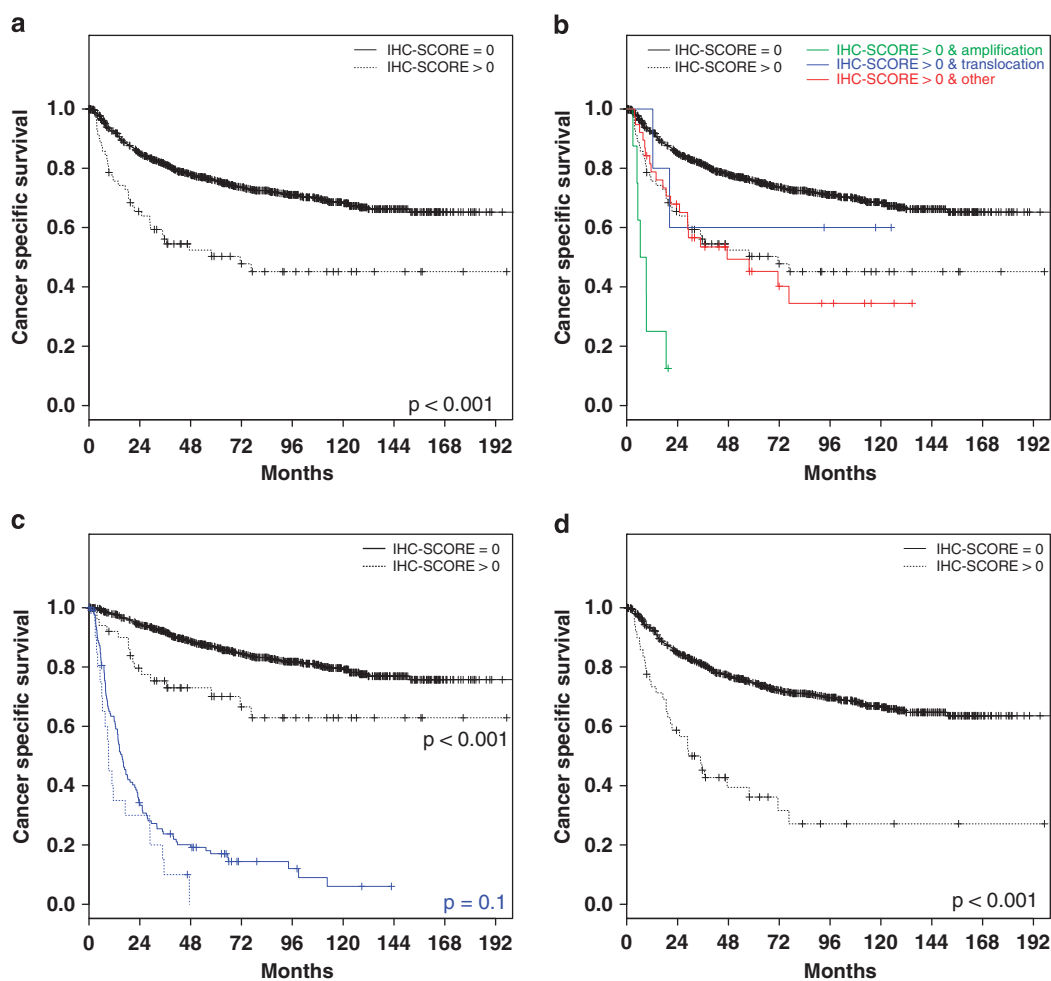 a
IHC-SCORE = 0
IHC-SCORE > 0
1.0
0.8
0.6
0.4
0.2
0.0
Cancer specific survival
p < 0.001
0 24 48 72 96 120 144 168 192
Months
b
IHC-SCORE = 0
IHC-SCORE > 0
IHC-SCORE > 0 & amplification
IHC-SCORE > 0 & translocation
IHC-SCORE > 0 & other
1.0
0.8
0.6
0.4
0.2
0.0
Cancer specific survival
0 24 48 72 96 120 144 168 192
Months
c
IHC-SCORE = 0
IHC-SCORE > 0
1.0
0.8
0.6
0.4
0.2
0.0
Cancer specific survival
p < 0.001
p = 0.1
0 24 48 72 96 120 144 168 192
Months
d
IHC-SCORE = 0
IHC-SCORE > 0
1.0
0.8
0.6
0.4
0.2
0.0
Cancer specific survival
p < 0.001
0 24 48 72 96 120 144 168 192
Months